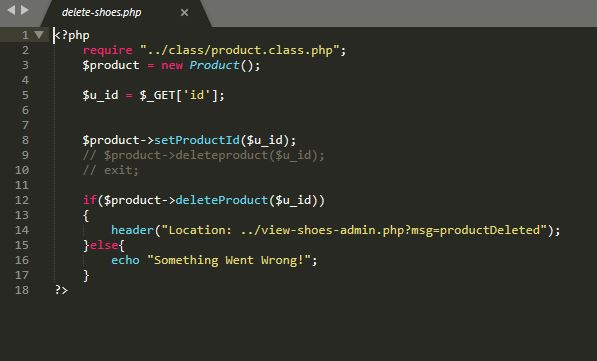 delete-shoes.php ×
1 <?php
2 require "../class/product.class.php";
3 $product = new Product();
4
5 $u_id = $_GET['id'];
6
7
8 $product->setProductId($u_id);
9 // $product->deleteproduct($u_id);
10 // exit;
11
12 if($product->deleteProduct($u_id))
13 {
14 header("Location: ../view-shoes-admin.php?msg=productDeleted");
15 }else{
16 echo "Something Went Wrong!";
17 }
18 ?>